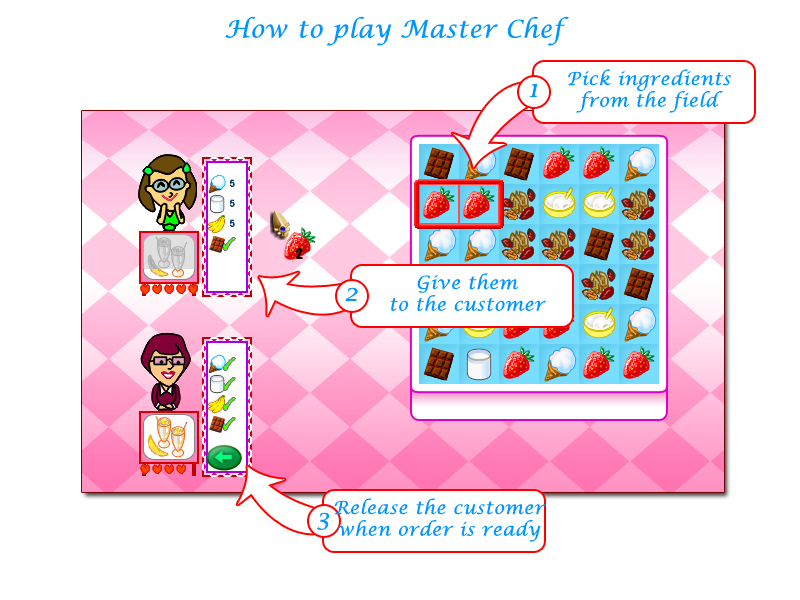 How to play Master Chef
1
Pick ingredients
from the field
5
5
5
2
2
Give them
to the customer
3
Release the customer
when order is ready